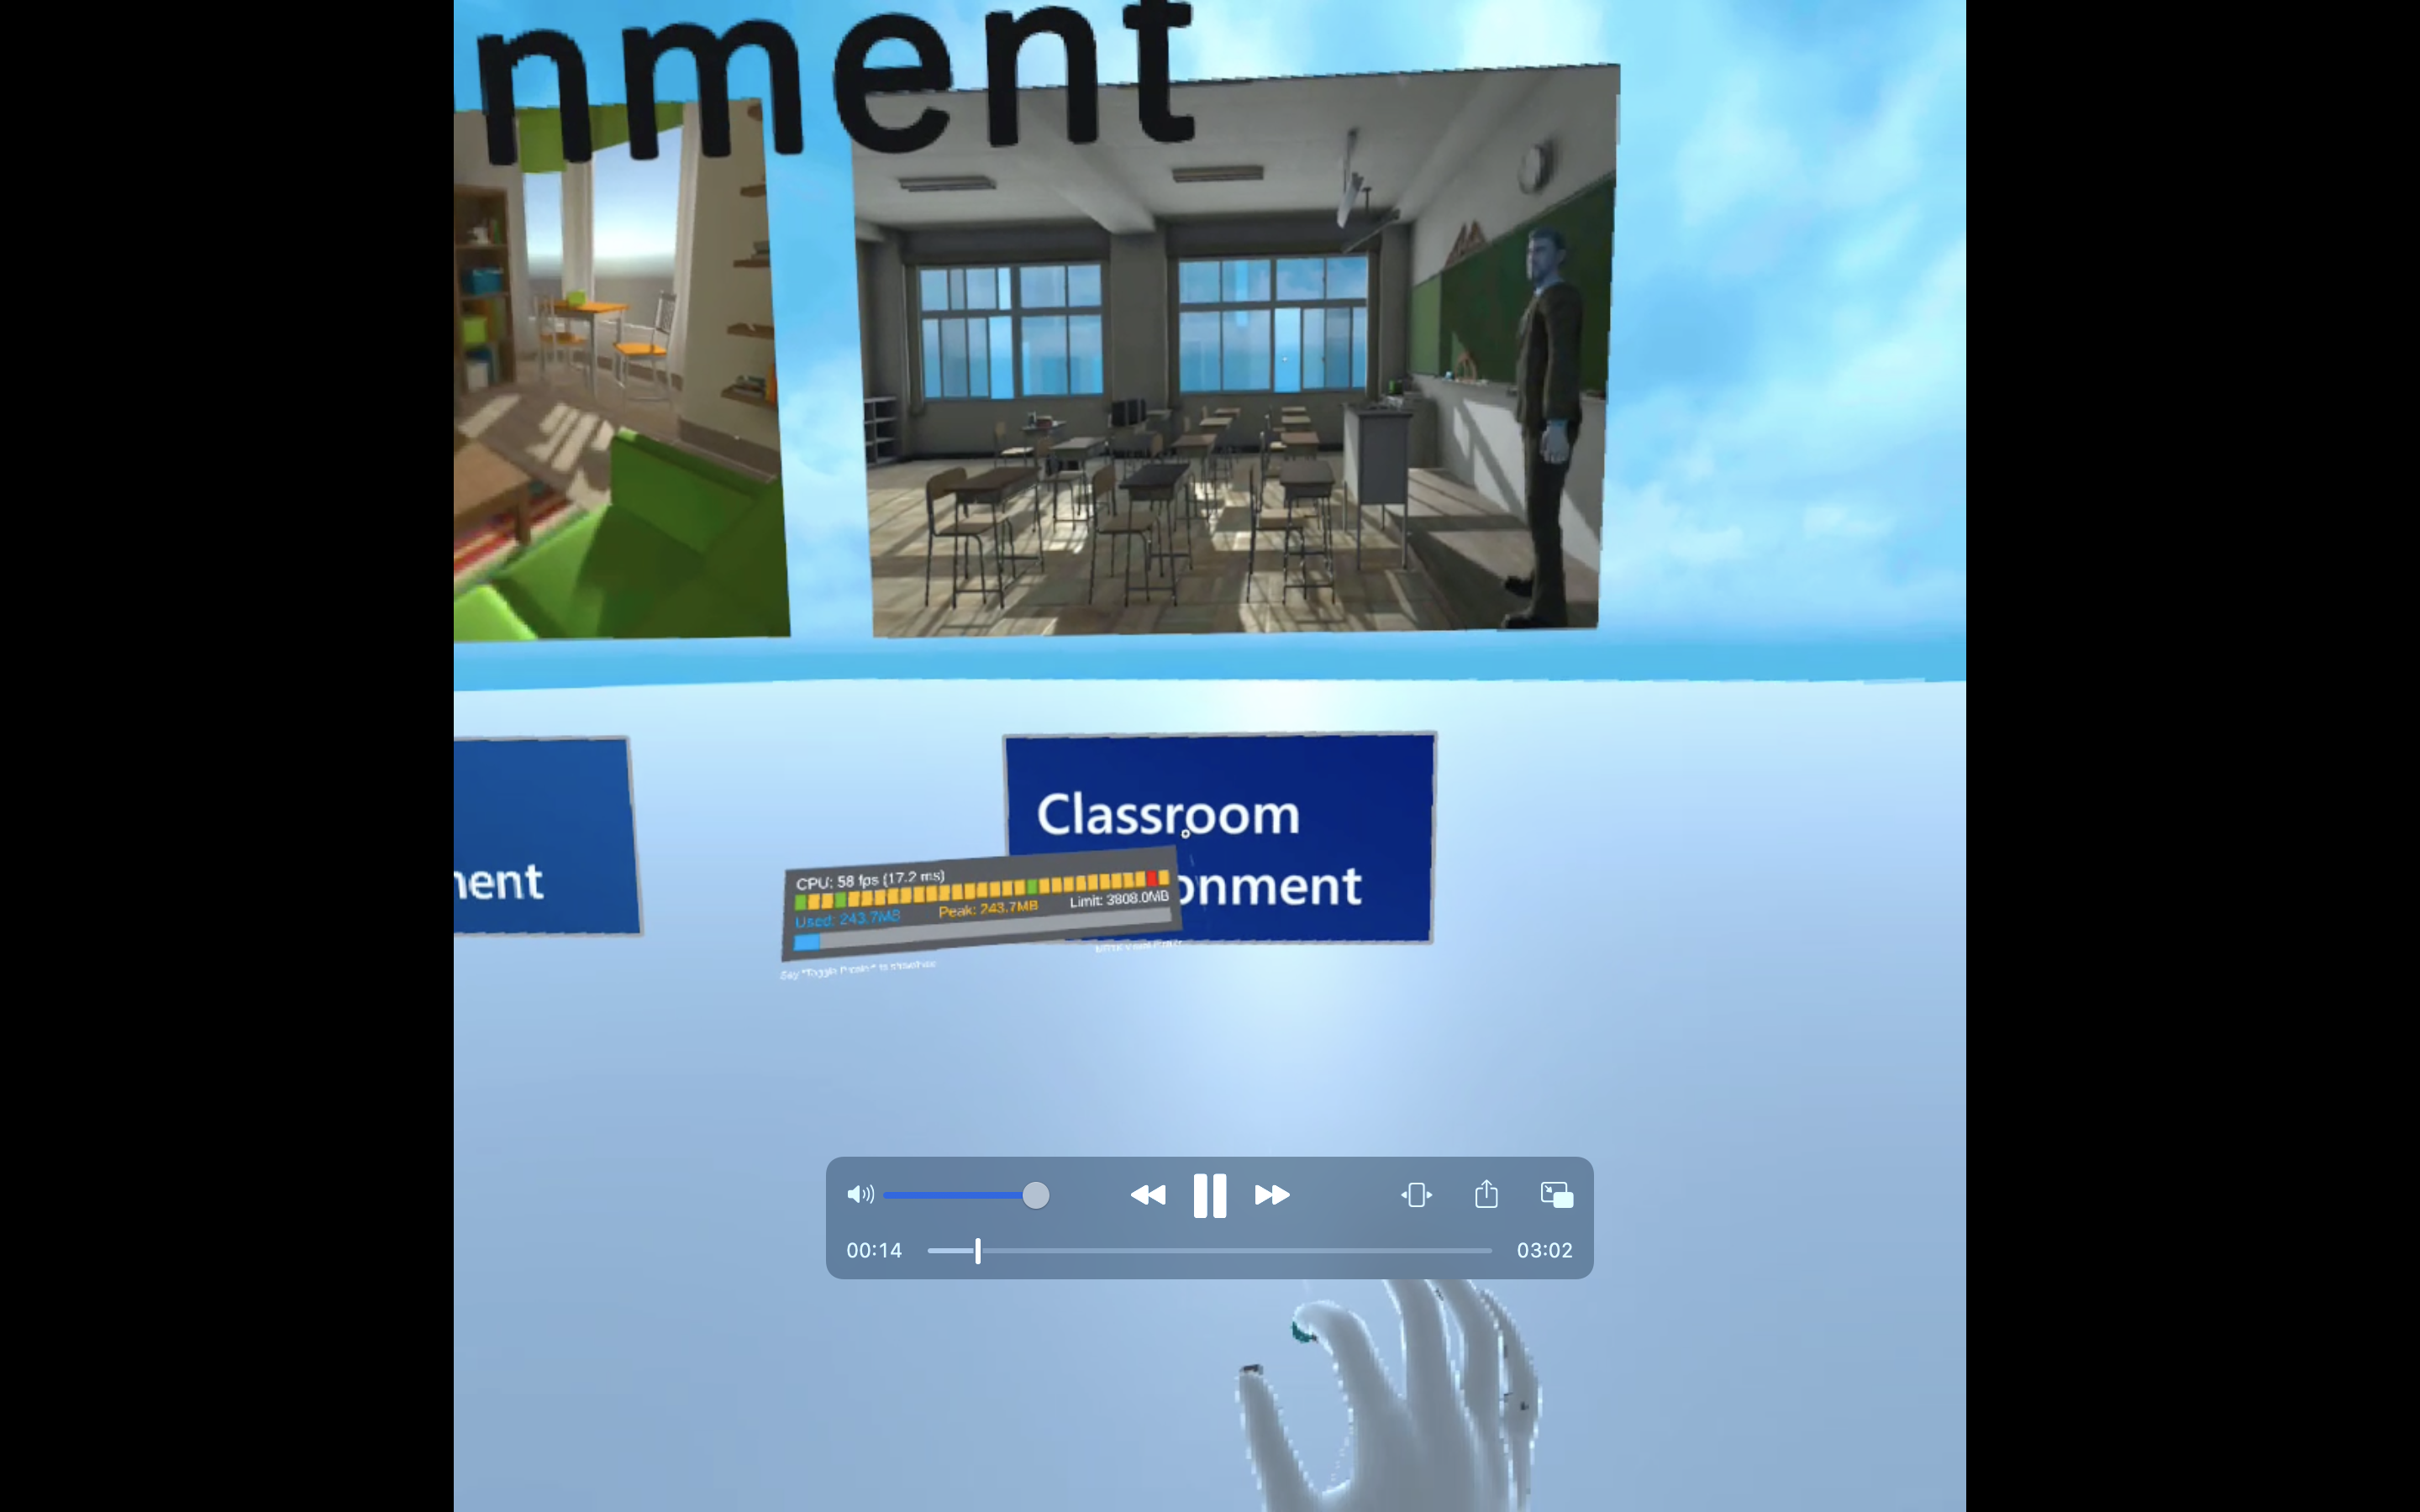 nment
Classroom
onment
nent
CPU: 58 fps (17.2 ms)
Used: 243.7MB Peak: 243.7MB Limit: 3808.0MB
00:14 03:02